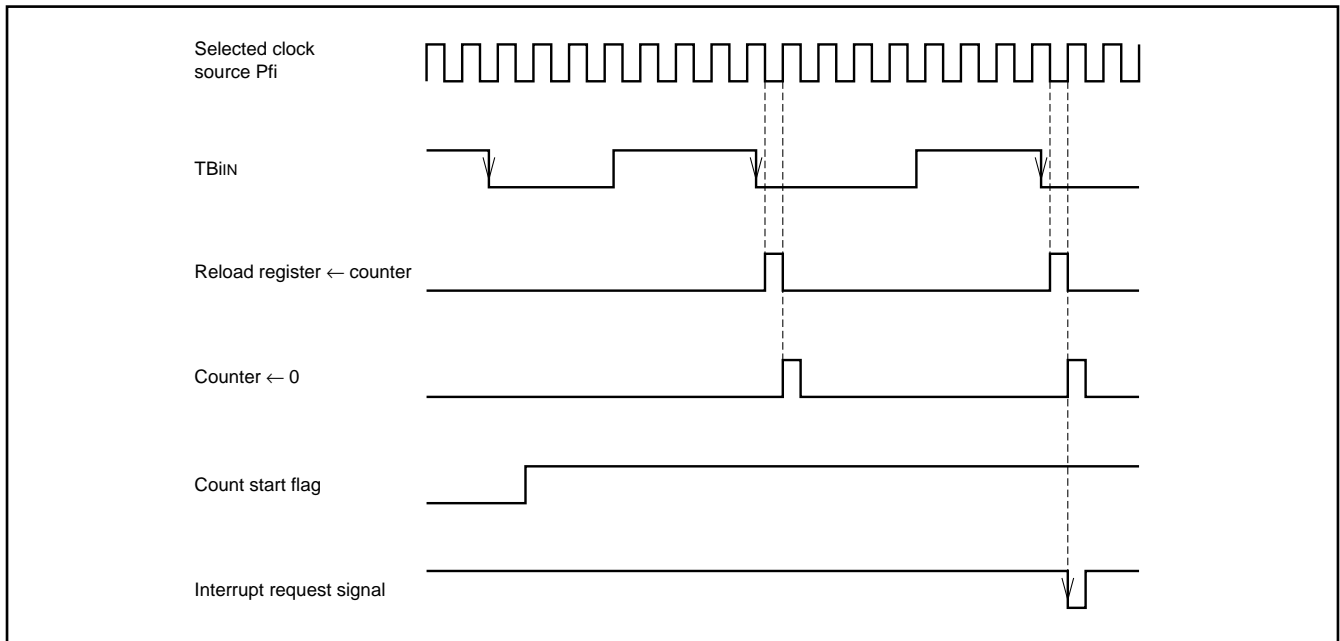 Selected clock
source Pfi
TBiIN
Reload register ← counter
Counter ← 0
Count start flag
Interrupt request signal